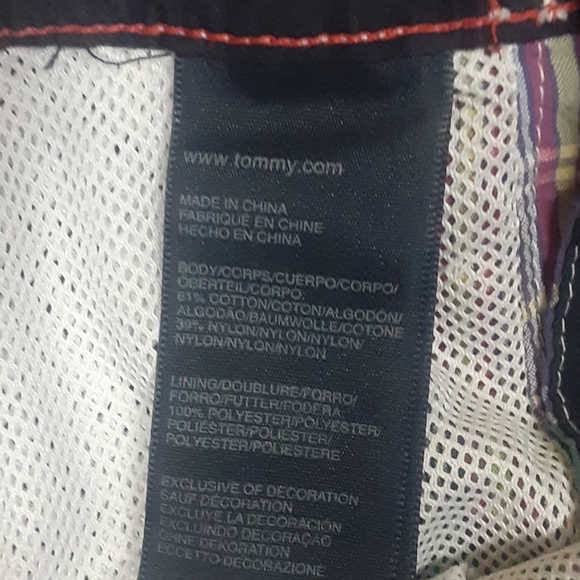 www.tommy.com
MADE IN CHINA
FABRIQUÉ EN CHINE
HECHO EN CHINA
BODY/CORPS/CUERPO/CORPO/
OBERTEIL/CORPO:
61% COTTON/COTON/ALGODÓN/
ALGODÃO/BAUMWOLLE/COTONE
39% NYLON/NYLON/NYLON/
NYLON/NYLON/NYLON
LINING/DOUBLURE/FORRO/
FORRO/FUTTER/FODERA
100% POLYESTER/POLYESTER/
POLIÉSTER/POLIÉSTER/
POLYESTER/POLIESTERE
EXCLUSIVE OF DECORATION
SAUF DÉCORATION
EXCLUYE LA DECORACIÓN
EXCLUINDO DECORAÇÃO
OHNE DEKORATION
ECCETTO DECORAZIONE